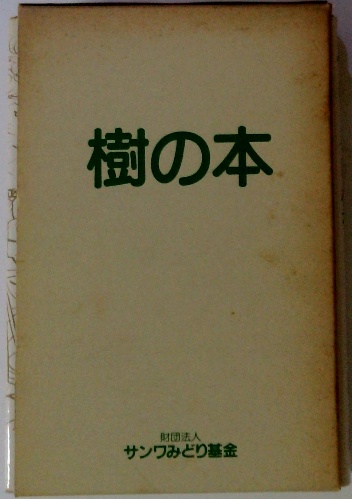 樹の本
財団法人
サンワみどり基金